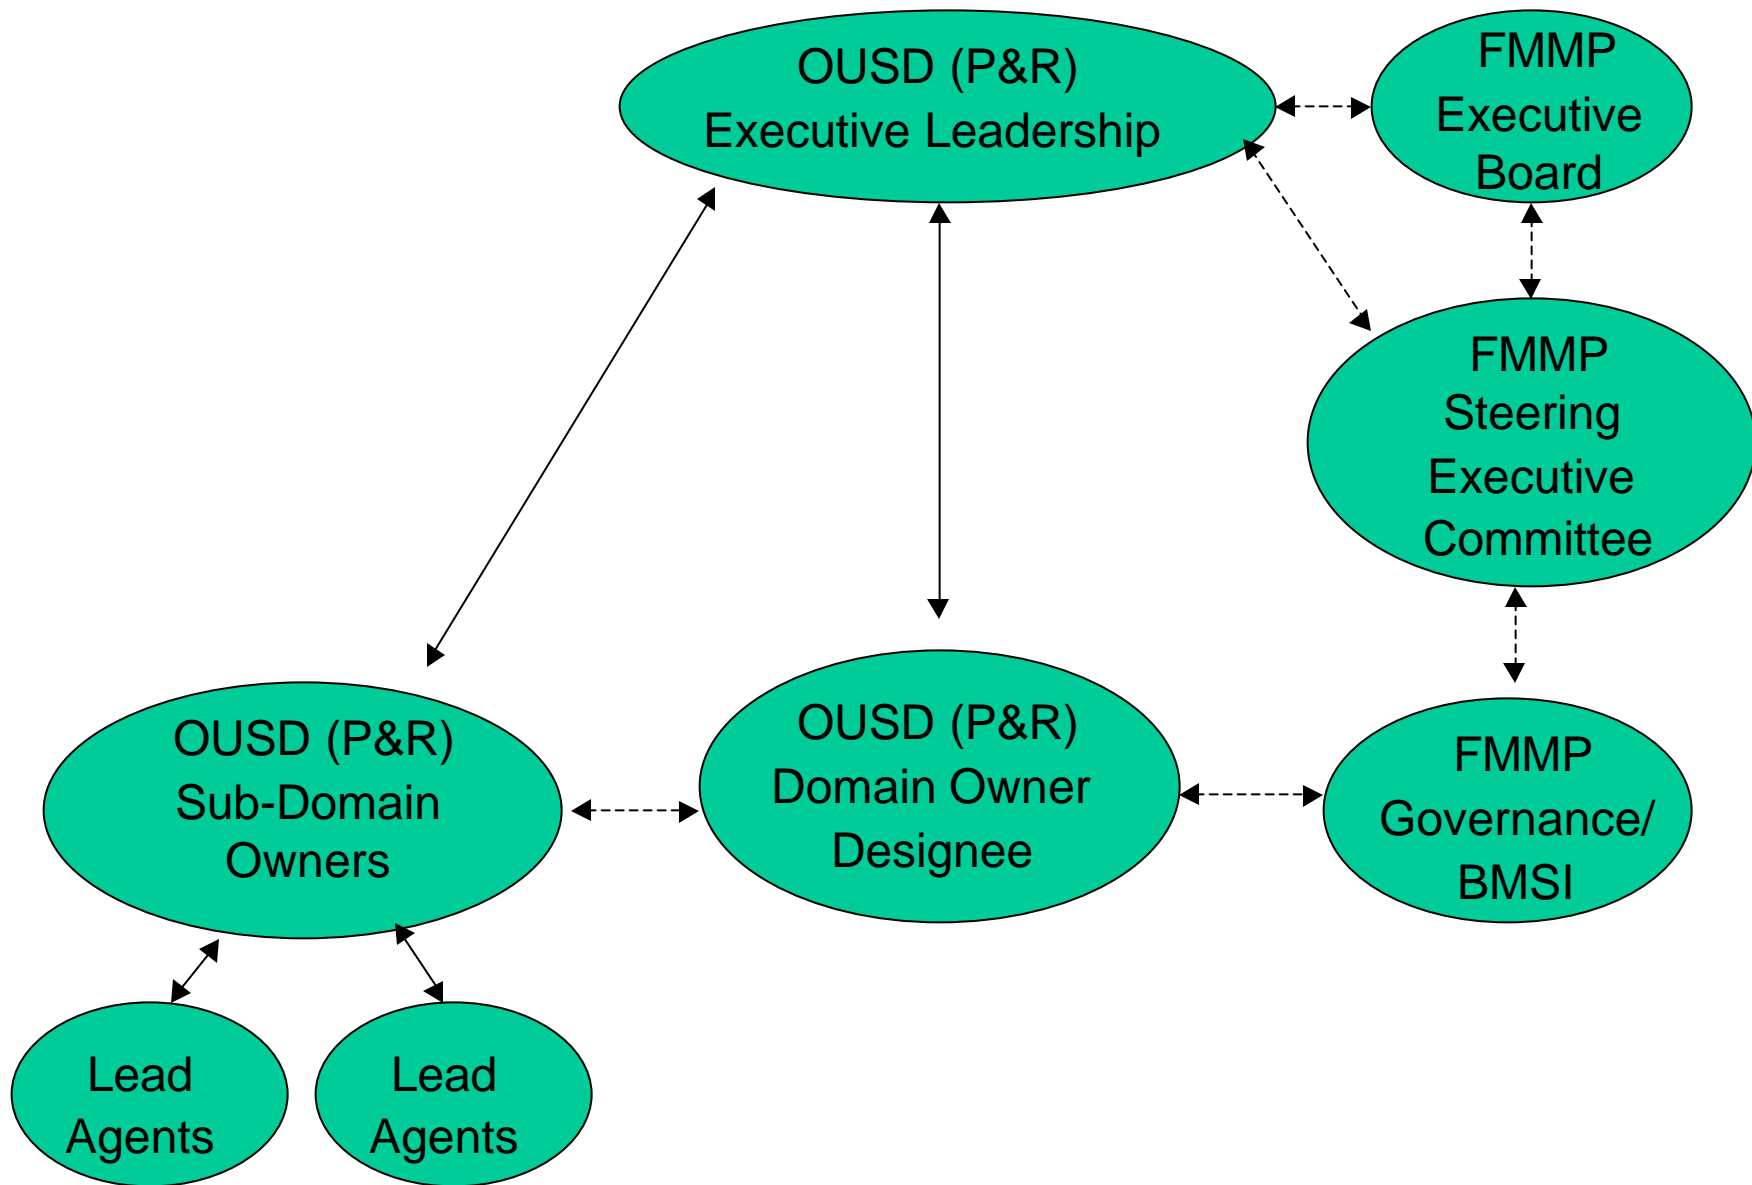 OUSD (P&R)
Executive Leadership
FMMP
Executive
Board
FMMP
Steering
Executive
Committee
OUSD (P&R)
Sub-Domain
Owners
OUSD (P&R)
Domain Owner
Designee
FMMP
Governance/
BMSI
Lead
Agents
Lead
Agents